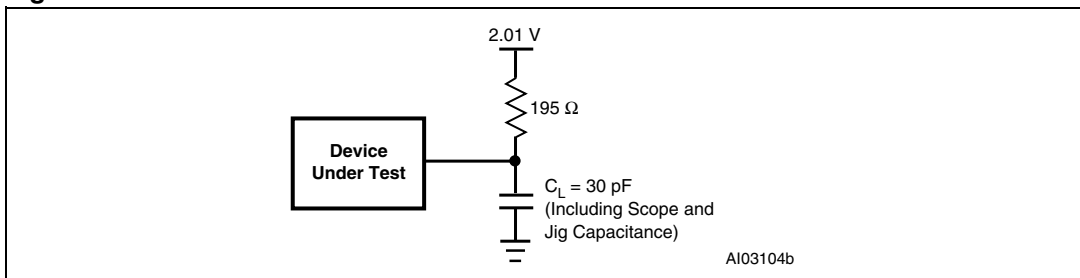 2.01 V
195 Ω
Device
Under Test
C_L = 30 pF
(Including Scope and
Jig Capacitance)
AI03104b